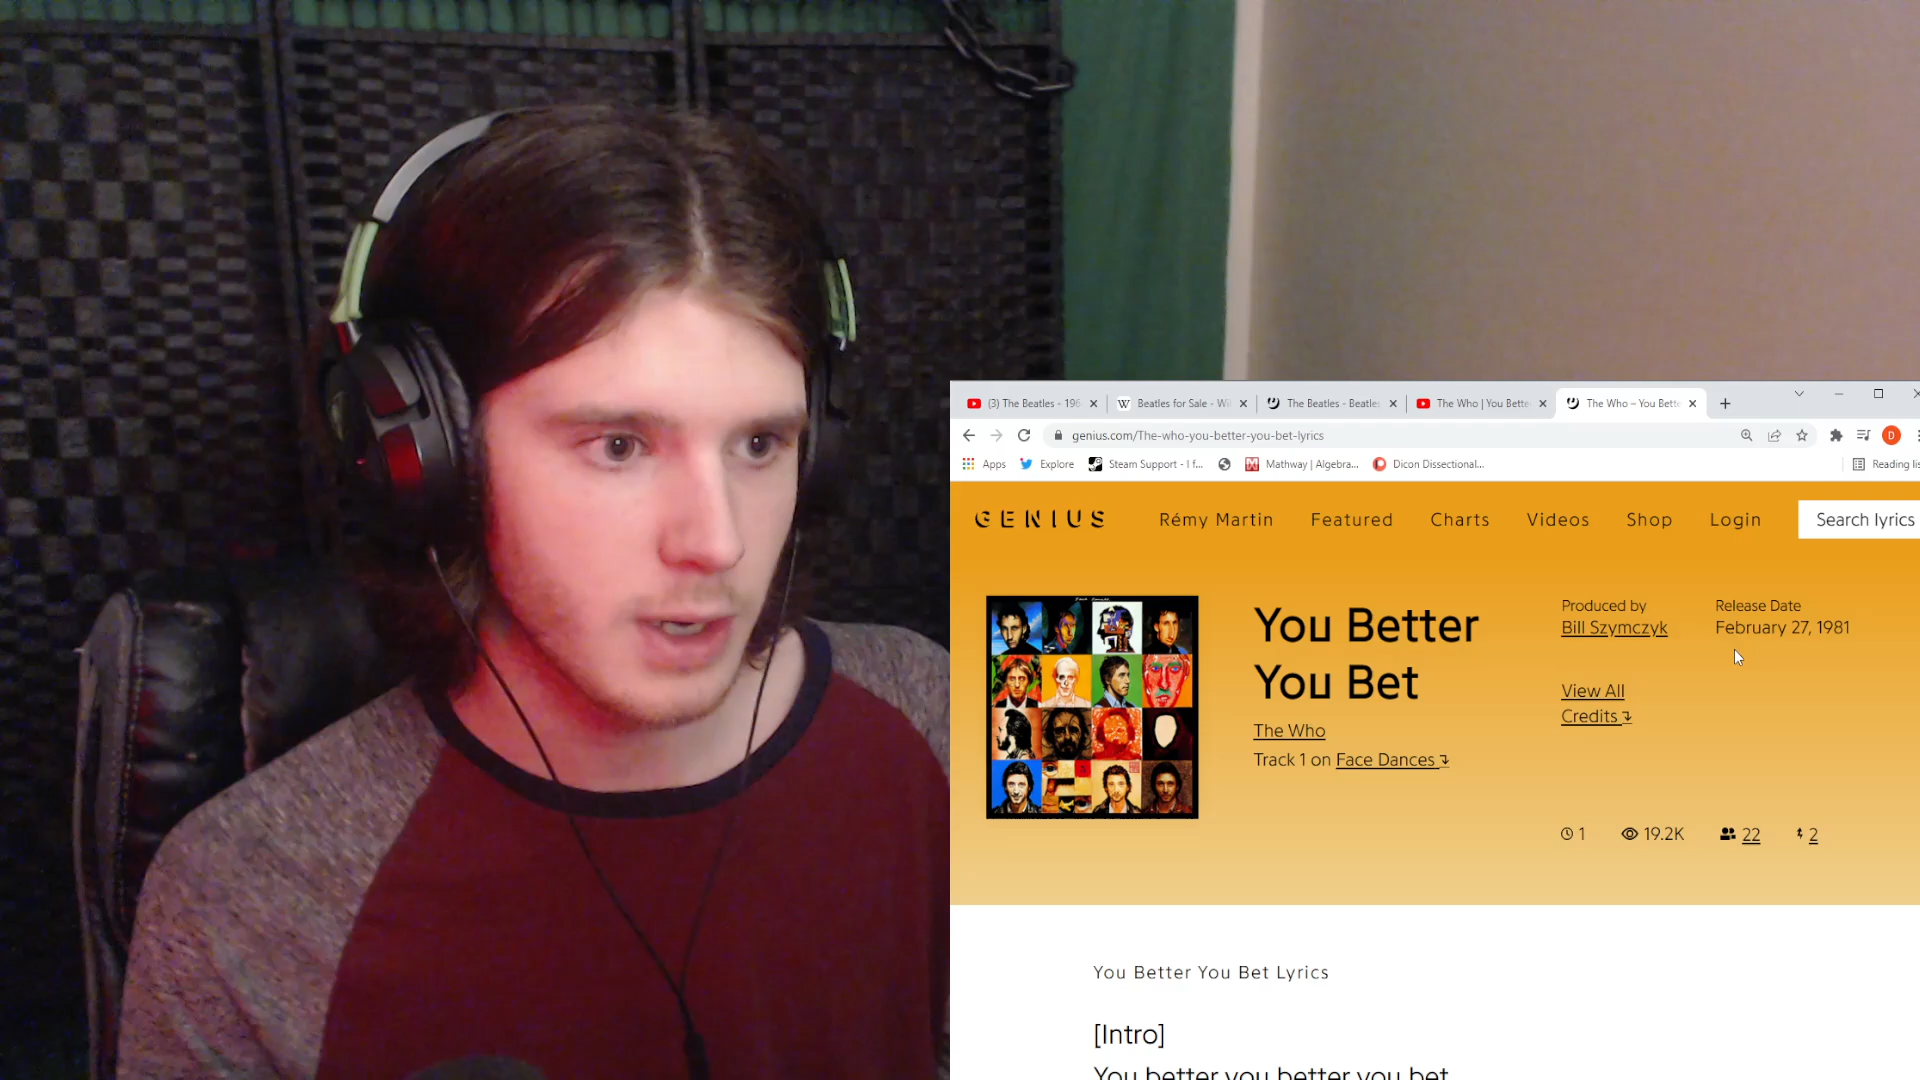 (3) The Beatles - 196
Beatles for Sale - Wi
The Beatles - Beatle
The Who | You Bette
The Who – You Bett
genius.com/The-who-you-better-you-bet-lyrics
D
Apps
Explore
Steam Support - I f...
Mathway | Algebra...
Dicon Dissectional...
Reading lis
GENIUS
Rémy Martin
Featured
Charts
Videos
Shop
Login
Search lyrics
You Better
You Bet
The Who
Track 1 on Face Dances
Produced by
Bill Szymczyk
Release Date
February 27, 1981
View All
Credits
1
19.2K
22
2
You Better You Bet Lyrics
[Intro]
You better you better you bet